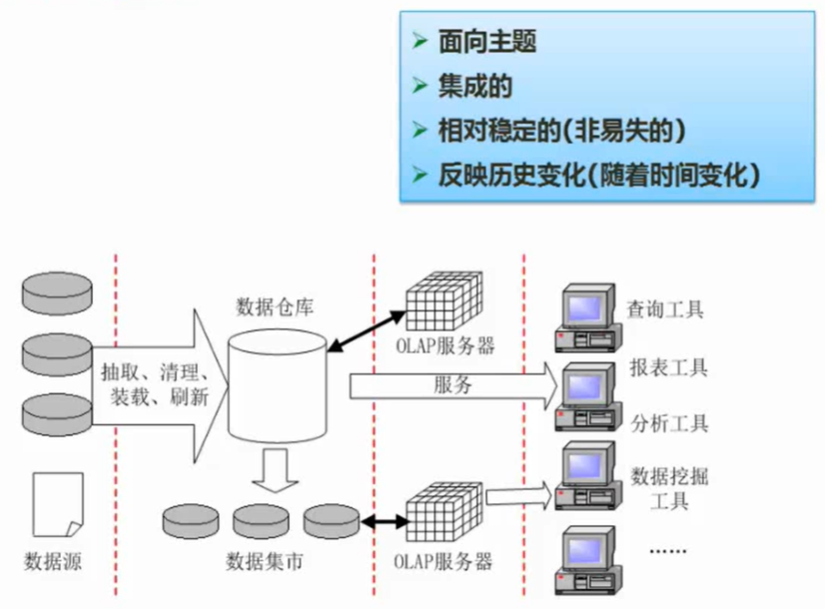 面向主题
集成的
相对稳定的(非易失的)
反映历史变化(随着时间变化)
数据仓库
OLAP服务器
查询工具
抽取、清理、
装载、刷新
服务
报表工具
分析工具
数据挖掘
工具
数据源
数据集市
OLAP服务器
……